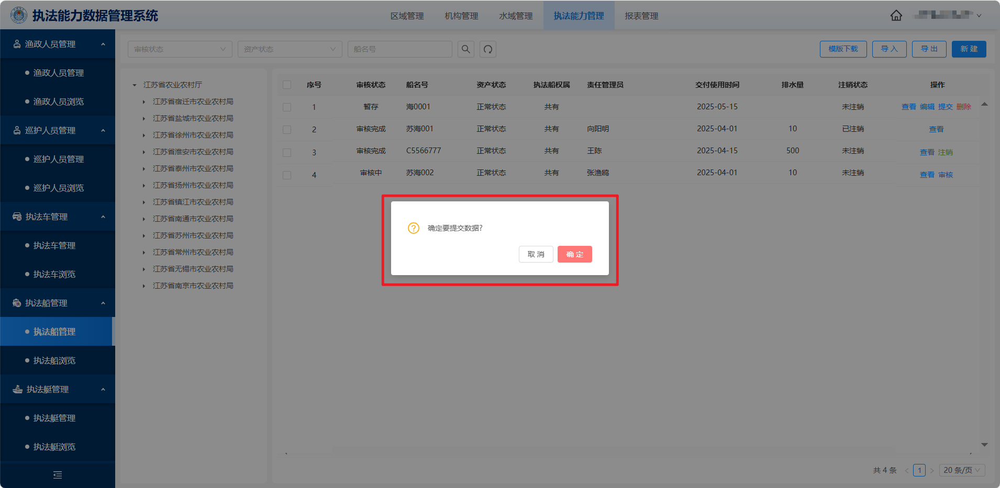 执法能力数据管理系统
区域管理 机构管理 水域管理 执法能力管理 报表管理
渔政人员管理
渔政人员管理
渔政人员浏览
巡护人员管理
巡护人员管理
巡护人员浏览
执法车管理
执法车管理
执法车浏览
执法船管理
执法船管理
执法船浏览
执法艇管理
执法艇管理
执法艇浏览
审核状态 资产状态 船名号 模版下载 导入 导出 新建
江苏省农业农村厅
江苏省宿迁市农业农村局
江苏省盐城市农业农村局
江苏省徐州市农业农村局
江苏省淮安市农业农村局
江苏省泰州市农业农村局
江苏省扬州市农业农村局
江苏省镇江市农业农村局
江苏省南通市农业农村局
江苏省苏州市农业农村局
江苏省常州市农业农村局
江苏省无锡市农业农村局
江苏省南京市农业农村局
序号 审核状态 船名号 资产状态 执法船权属 责任管理员 交付使用时间 排水量 注销状态 操作
1 暂存 海0001 正常状态 共有 2025-05-15 未注销 查看 编辑 提交 删除
2 审核完成 苏海001 正常状态 共有 向阳明 2025-04-01 10 已注销 查看
3 审核完成 C5566777 正常状态 共有 王陈 2025-04-15 500 未注销 查看 注销
4 审核中 苏海002 正常状态 共有 张渔鸥 2025-04-01 10 未注销 查看 审核
确定要提交数据?
取消 确定
共 4 条 1 20 条/页